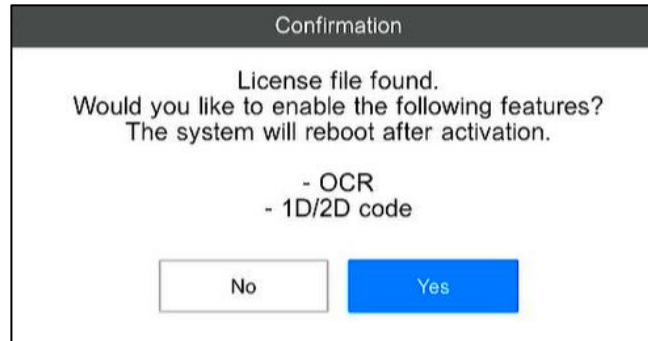 Confirmation
License file found.
Would you like to enable the following features?
The system will reboot after activation.
- OCR
- 1D/2D code
No
Yes